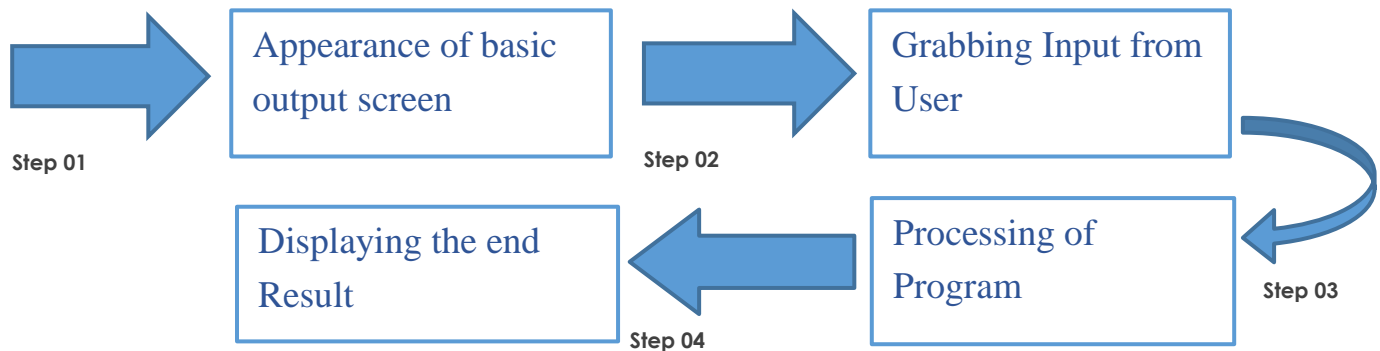 Appearance of basic
output screen
Grabbing Input from
User
Step 01
Step 02
Processing of
Program
Step 03
Displaying the end
Result
Step 04